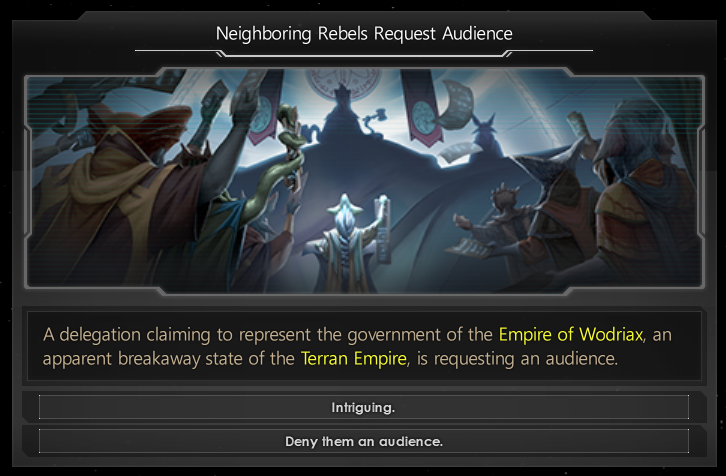 Neighboring Rebels Request Audience
A delegation claiming to represent the government of the Empire of Wodriax, an
apparent breakaway state of the Terran Empire, is requesting an audience.
Intriguing.
Deny them an audience.